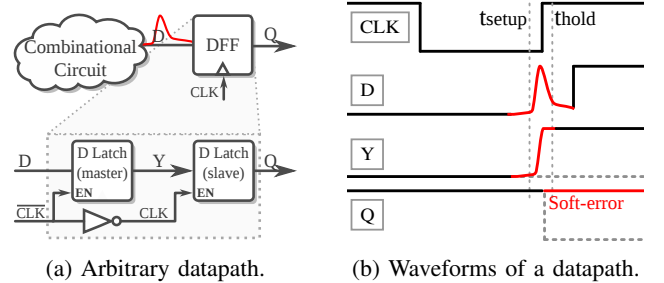 Combinational
Circuit
D
DFF
Q
CLK
D
D Latch
(master)
EN
Y
D Latch
(slave)
EN
Q
CLK
CLK
(a) Arbitrary datapath.
CLK
tsetup
thold
D
Y
Q
Soft-error
(b) Waveforms of a datapath.